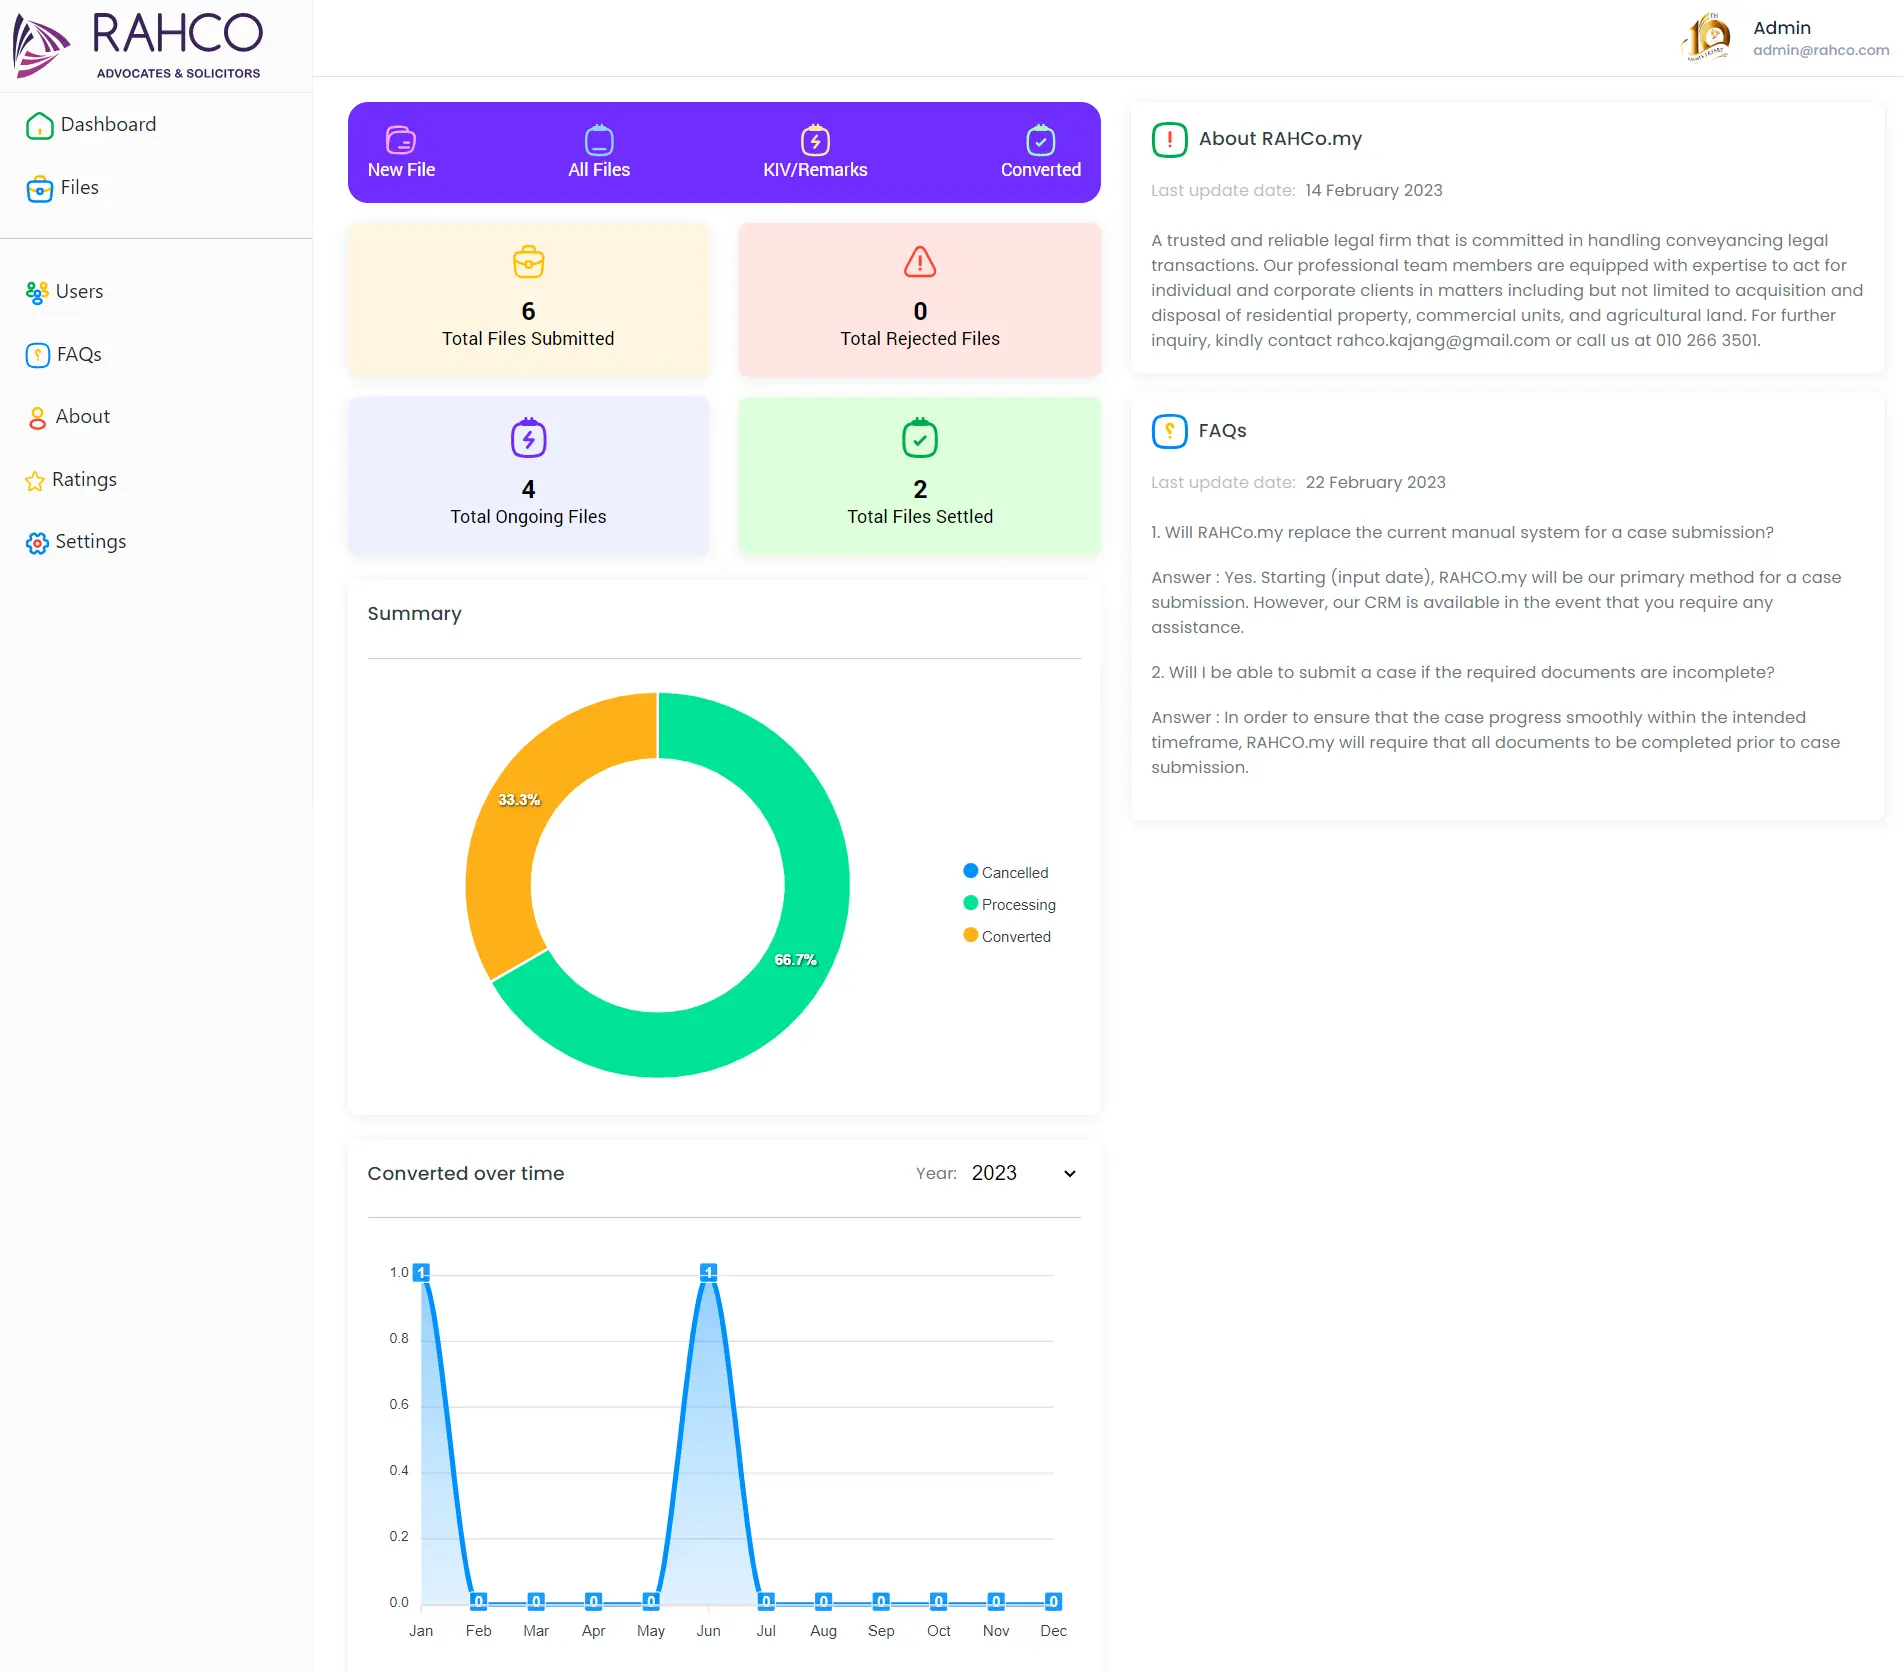 RAHCO
ADVOCATES & SOLICITORS
Admin
admin@rahco.com
Dashboard
Files
Users
FAQs
About
Ratings
Settings
New File
All Files
KIV/Remarks
Converted
6
Total Files Submitted
0
Total Rejected Files
4
Total Ongoing Files
2
Total Files Settled
Summary
33.3%
66.7%
Cancelled
Processing
Converted
Converted over time
Year: 2023
1.0
0.8
0.6
0.4
0.2
0.0
1
1
0 0 0 0 0 0 0 0 0 0
Jan Feb Mar Apr May Jun Jul Aug Sep Oct Nov Dec
About RAHCo.my
Last update date: 14 February 2023
A trusted and reliable legal firm that is committed in handling conveyancing legal
transactions. Our professional team members are equipped with expertise to act for
individual and corporate clients in matters including but not limited to acquisition and
disposal of residential property, commercial units, and agricultural land. For further
inquiry, kindly contact rahco.kajang@gmail.com or call us at 010 266 3501.
FAQs
Last update date: 22 February 2023
1. Will RAHCo.my replace the current manual system for a case submission?
Answer : Yes. Starting (input date), RAHCO.my will be our primary method for a case
submission. However, our CRM is available in the event that you require any
assistance.
2. Will I be able to submit a case if the required documents are incomplete?
Answer : In order to ensure that the case progress smoothly within the intended
timeframe, RAHCO.my will require that all documents to be completed prior to case
submission.